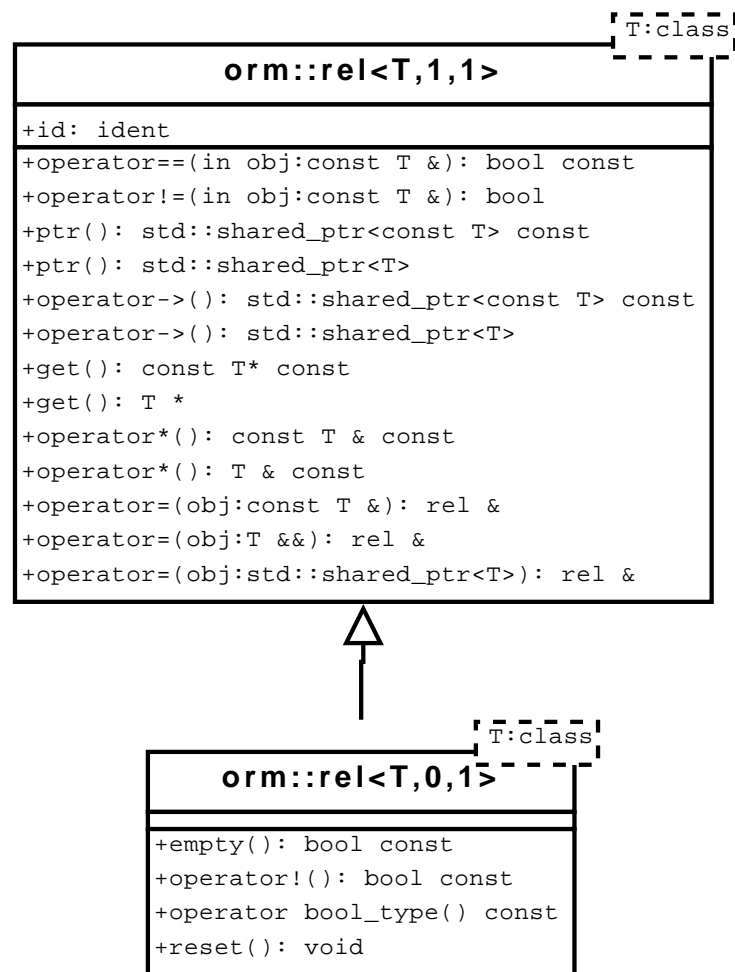 T:class
orm::rel<T,1,1>
+id: ident
+operator==(in obj:const T &): bool const
+operator!=(in obj:const T &): bool
+ptr(): std::shared_ptr<const T> const
+ptr(): std::shared_ptr<T>
+operator->(): std::shared_ptr<const T> const
+operator->(): std::shared_ptr<T>
+get(): const T* const
+get(): T *
+operator*(): const T & const
+operator*(): T & const
+operator=(obj:const T &): rel &
+operator=(obj:T &&): rel &
+operator=(obj:std::shared_ptr<T>): rel &
T:class
orm::rel<T,0,1>
+empty(): bool const
+operator!(): bool const
+operator bool_type() const
+reset(): void